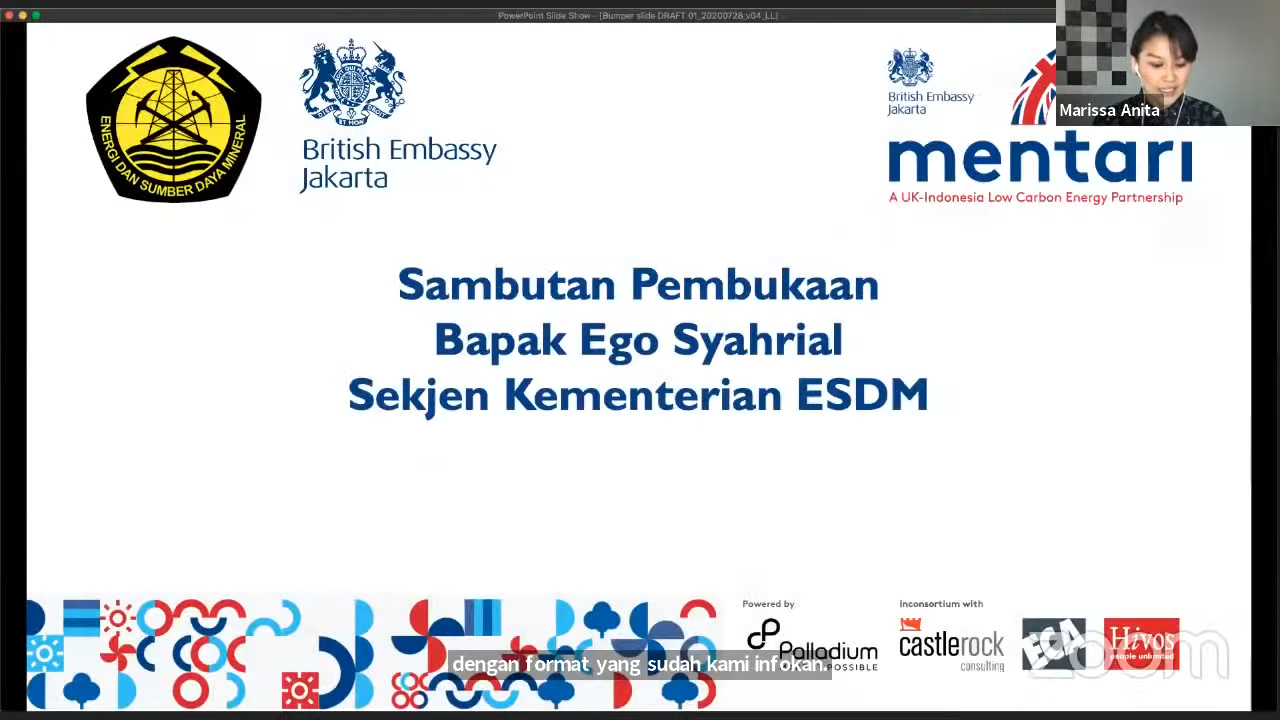 PowerPoint Slide Show - [Bumper slide DRAFT 01_20200728_v04_LL]
ENERGI DAN SUMBER DAYA MINERAL
British Embassy
Jakarta
British Embassy
Jakarta
Marissa Anita
mentari
A UK-Indonesia Low Carbon Energy Partnership
Sambutan Pembukaan
Bapak Ego Syahrial
Sekjen Kementerian ESDM
Powered by
Palladium
POSSIBLE
Inconsortium with
castlerock
consulting
ECA
Hivos
people unlimited
zoom
dengan format yang sudah kami infokan.